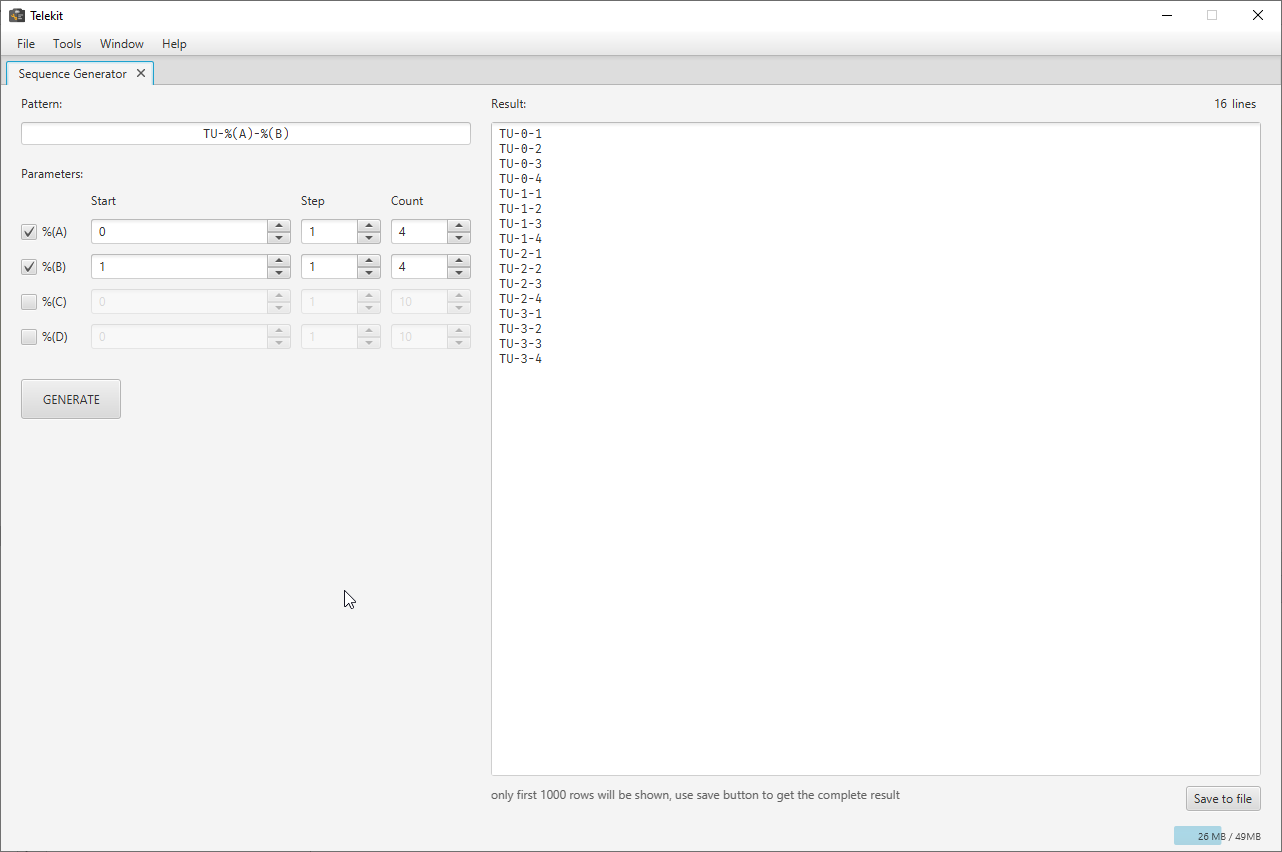 Telekit
File Tools Window Help
Sequence Generator
Pattern:
TU-%(A)-%(B)
Parameters:
Start Step Count
%(A) 0 1 4
%(B) 1 1 4
%(C) 0 1 10
%(D) 0 1 10
GENERATE
Result: 16 lines
TU-0-1
TU-0-2
TU-0-3
TU-0-4
TU-1-1
TU-1-2
TU-1-3
TU-1-4
TU-2-1
TU-2-2
TU-2-3
TU-2-4
TU-3-1
TU-3-2
TU-3-3
TU-3-4
only first 1000 rows will be shown, use save button to get the complete result
Save to file
26 MB / 49MB